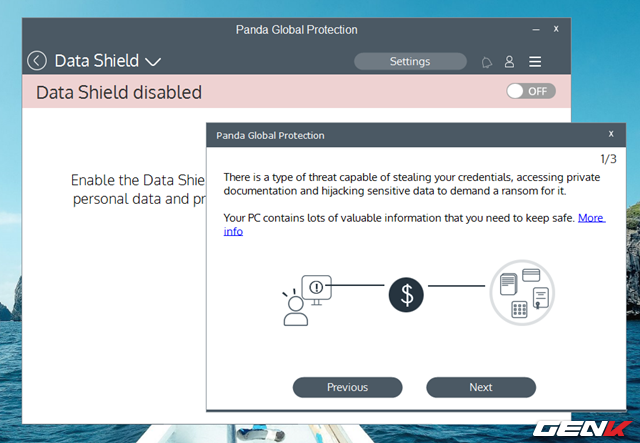 Panda Global Protection
x
Data Shield
Settings
Data Shield disabled
OFF
Enable the Data Shie
personal data and pr
Panda Global Protection
x
1/3
There is a type of threat capable of stealing your credentials, accessing private
documentation and hijacking sensitive data to demand a ransom for it.
Your PC contains lots of valuable information that you need to keep safe. More
info
$
Previous
Next
GENK